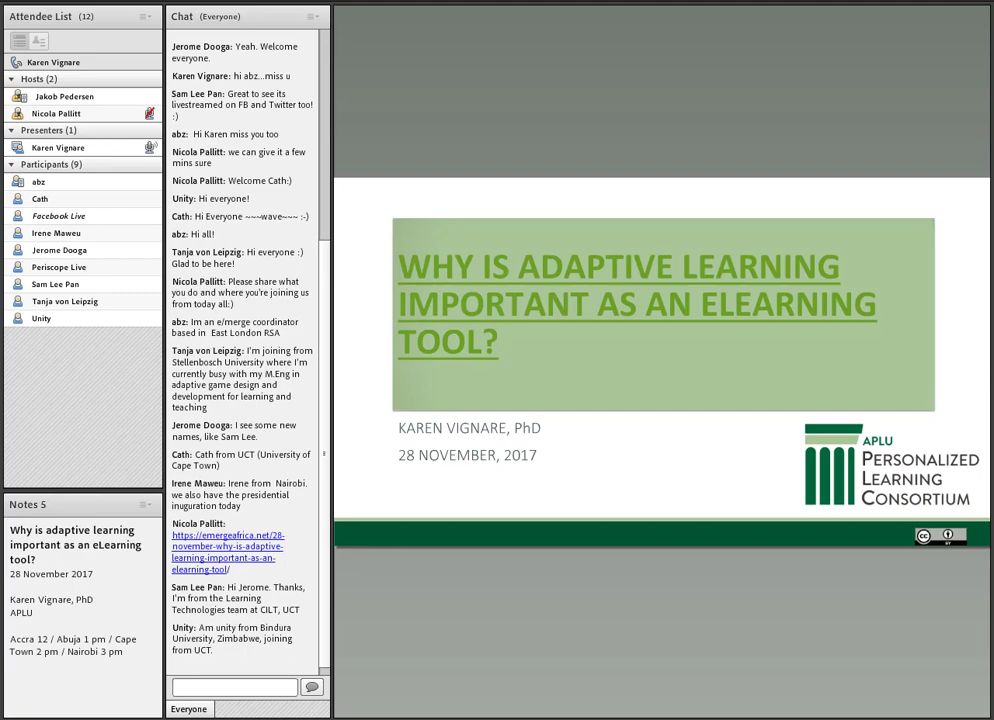 Attendee List (12)
Karen Vignare
Hosts (2)
Jakob Pedersen
Nicola Pallitt
Presenters (1)
Karen Vignare
Participants (9)
abz
Cath
Facebook Live
Irene Maweu
Jerome Dooga
Periscope Live
Sam Lee Pan
Tanja von Leipzig
Unity
Notes 5
Why is adaptive learning
important as an eLearning
tool?
28 November 2017
Karen Vignare, PhD
APLU
Accra 12 / Abuja 1 pm / Cape
Town 2 pm / Nairobi 3 pm
Chat (Everyone)
Jerome Dooga: Yeah. Welcome
everyone.
Karen Vignare: hi abz...miss u
Sam Lee Pan: Great to see its
livestreamed on FB and Twitter too!
:)
abz: Hi Karen miss you too
Nicola Pallitt: we can give it a few
mins sure
Nicola Pallitt: Welcome Cath:)
Unity: Hi everyone!
Cath: Hi Everyone ~~~wave~~~ :-)
abz: Hi all!
Tanja von Leipzig: Hi everyone :)
Glad to be here!
Nicola Pallitt: Please share what
you do and where you're joining us
from today all:)
abz: Im an e/merge coordinator
based in East London RSA
Tanja von Leipzig: I'm joining from
Stellenbosch University where I'm
currently busy with my M.Eng in
adaptive game design and
development for learning and
teaching
Jerome Dooga: I see some new
names, like Sam Lee.
Cath: Cath from UCT (University of
Cape Town)
Irene Maweu: Irene from Nairobi.
we also have the presidential
inuguration today
Nicola Pallitt:
https://emergeafrica.net/28-
november-why-is-adaptive-
learning-important-as-an-
elearning-tool/
Sam Lee Pan: Hi Jerome. Thanks,
I'm from the Learning
Technologies team at CILT, UCT
Unity: Am unity from Bindura
University, Zimbabwe, joining
from UCT.
Everyone
WHY IS ADAPTIVE LEARNING
IMPORTANT AS AN ELEARNING
TOOL?
KAREN VIGNARE, PhD
28 NOVEMBER, 2017
APLU
PERSONALIZED
LEARNING
CONSORTIUM
cc
BY